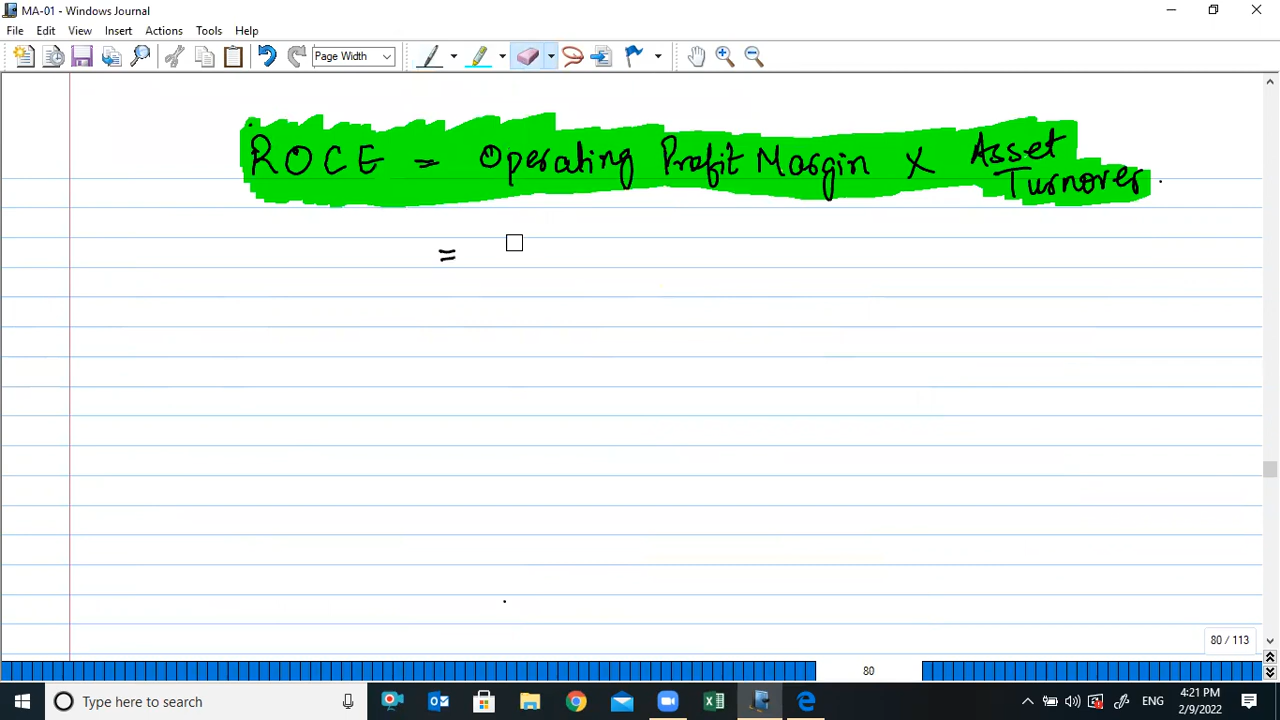 MA-01 - Windows Journal
File Edit View Insert Actions Tools Help
Page Width
ROCE = Operating Profit Margin X Asset Turnover
=
80 / 113
80
Type here to search
ENG
4:21 PM
2/9/2022